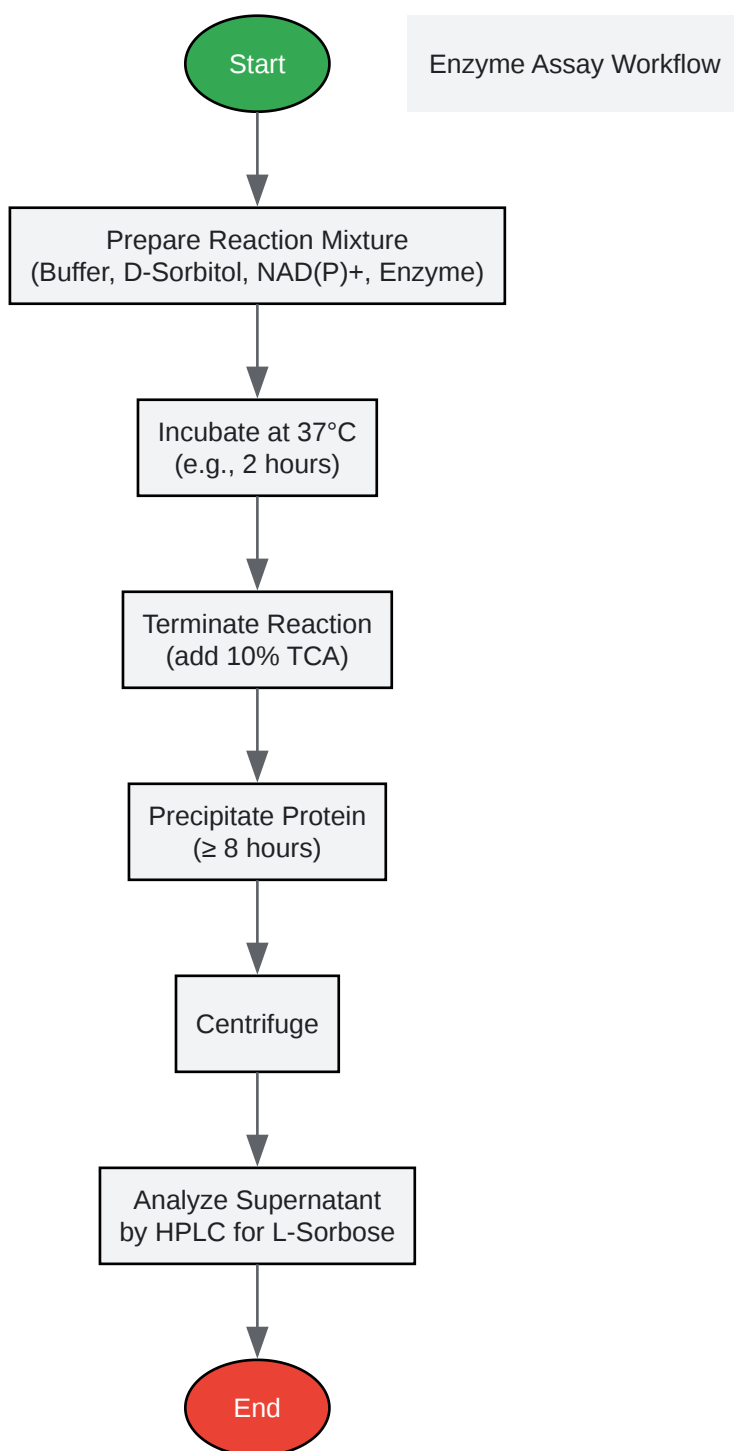 Start
Enzyme Assay Workflow
Prepare Reaction Mixture
(Buffer, D-Sorbitol, NAD(P)+, Enzyme)
Incubate at 37°C
(e.g., 2 hours)
Terminate Reaction
(add 10% TCA)
Precipitate Protein
(≥ 8 hours)
Centrifuge
Analyze Supernatant
by HPLC for L-Sorbose
End